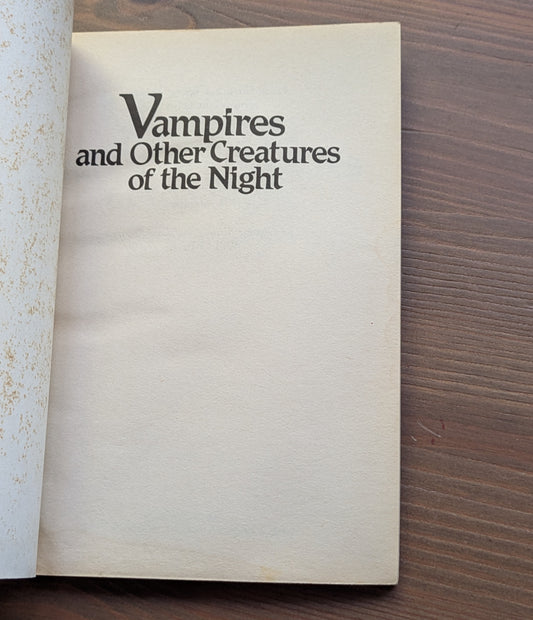 Vampires
and Other Creatures
of the Night